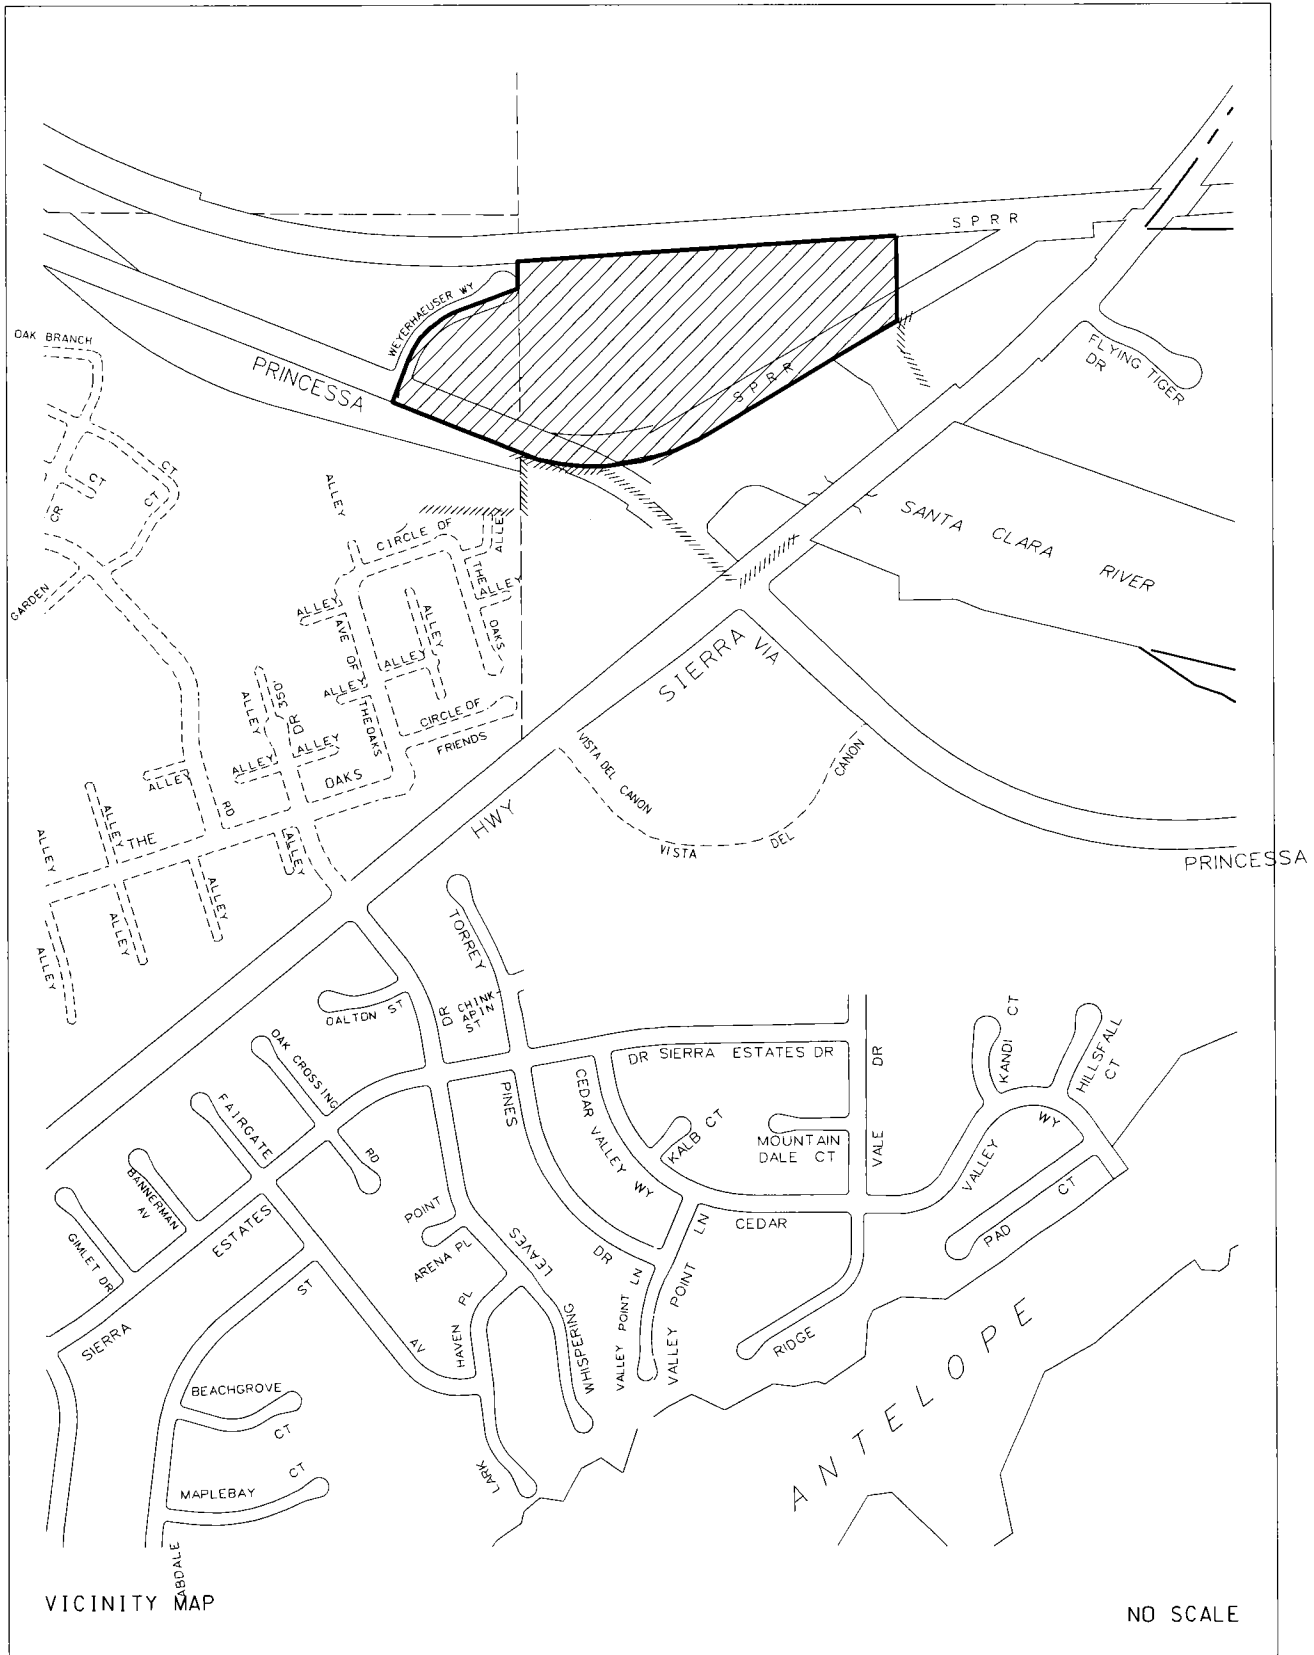 S P R R
WEYERHAEUSER WY
OAK BRANCH
PRINCESSA
S P R R
FLYING TIGER
DR
CT
CT
CT
CR
ALLEY
CIRCLE OF
ALLE
SANTA CLARA
RIVER
GARDEN
THE
ALLEY
ALLEY
AVE OF
ALLEY
OAKS
ALLEY
ALLEY
THE OAKS
CIRCLE OF
FRIENDS
SIERRA
VIA
ALLEY
DR
350'
ALLEY
ALLEY
ALLEY
OAKS
RD
VISTA DEL CANON
CANON
VISTA
DEL
HWY
PRINCESSA
ALLEY
ALLEY
THE
ALLEY
ALLEY
ALLEY
ALLEY
TORREY
DR
CHINK-
APIN
ST
DALTON ST
OAK CROSSING
RD
DR SIERRA ESTATES DR
DR
VALE
KANDI CT
HILLSFALL
CT
FAIRGATE
PINES
CEDAR VALLEY WY
KALB CT
MOUNTAIN
DALE CT
VALLEY
WY
BANNERMAN
AV
GIMLET DR
ESTATES
POINT
ARENA PL
LEAVES
DR
LN
CEDAR
PAD
CT
SIERRA
ST
AV
HAVEN PL
WHISPERING
VALLEY POINT LN
VALLEY POINT
RIDGE
ANTELOPE
BEACHGROVE
CT
MAPLEBAY
CT
LARK
ABDALE
VICINITY MAP
NO SCALE